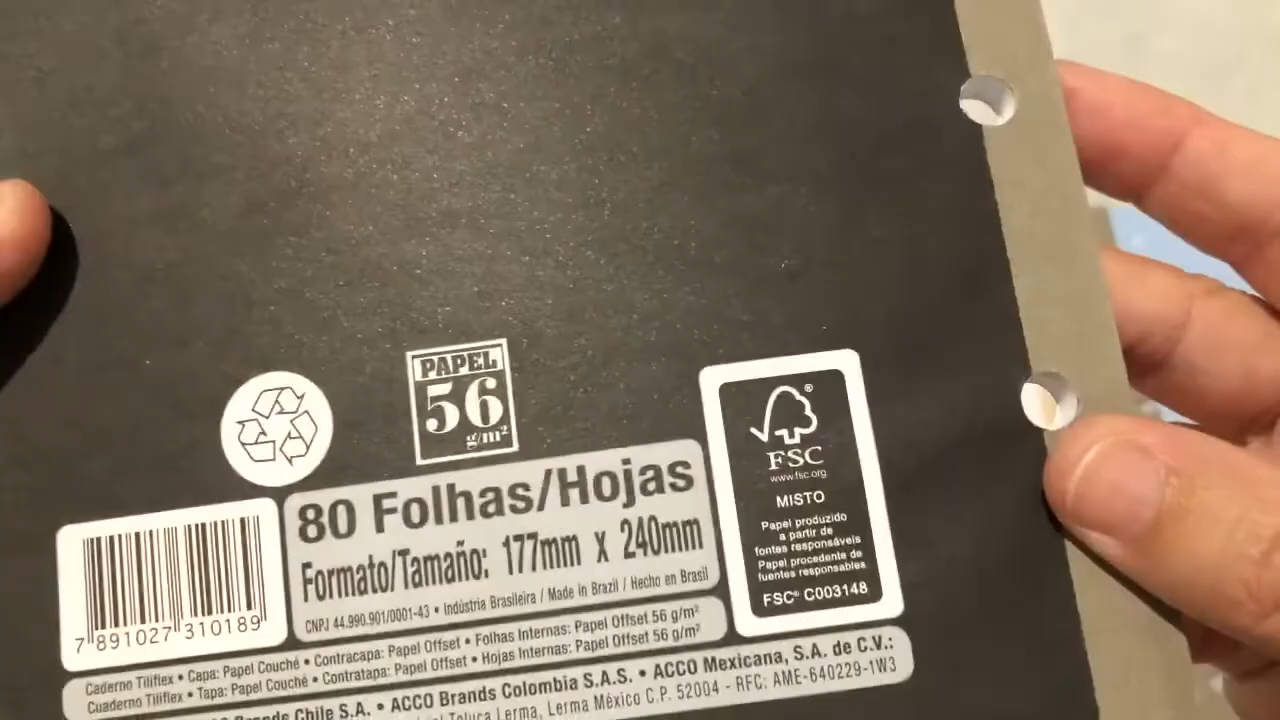 PAPEL
56
g/m²
80 Folhas/Hojas
Formato/Tamaño: 177mm x 240mm
CNPJ 44.990.901/0001-43 • Indústria Brasileira / Made in Brazil / Hecho en Brasil
7 891027 310189
Caderno Tiliflex • Capa: Papel Couché • Contracapa: Papel Offset • Folhas Internas: Papel Offset 56 g/m²
Cuaderno Tiliflex • Tapa: Papel Couché • Contratapa: Papel Offset • Hojas Internas: Papel Offset 56 g/m²
Chile S.A. • ACCO Brands Colombia S.A.S. • ACCO Mexicana, S.A. de C.V.:
Toluca Lerma, Lerma México C.P. 52004 - RFC: AME-640229-1W3
FSC®
www.fsc.org
MISTO
Papel produzido
a partir de
fontes responsáveis
Papel procedente de
fuentes responsables
FSC® C003148